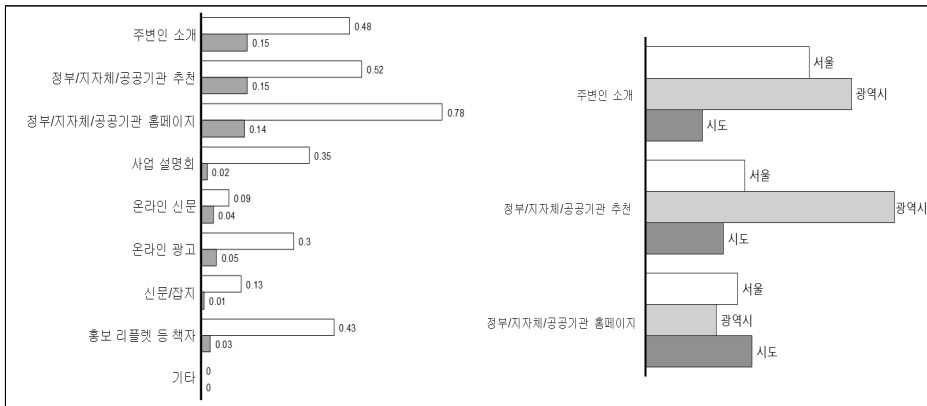 주변인 소개
0.48
0.15
정부/지자체/공공기관 추천
0.52
0.15
정부/지자체/공공기관 홈페이지
0.78
0.14
사업 설명회
0.35
0.02
온라인 신문
0.09
0.04
온라인 광고
0.3
0.05
신문/잡지
0.13
0.01
홍보 리플렛 등 책자
0.43
0.03
기타
0
0
주변인 소개
서울
광역시
시도
정부/지자체/공공기관 추천
서울
광역시
시도
정부/지자체/공공기관 홈페이지
서울
광역시
시도